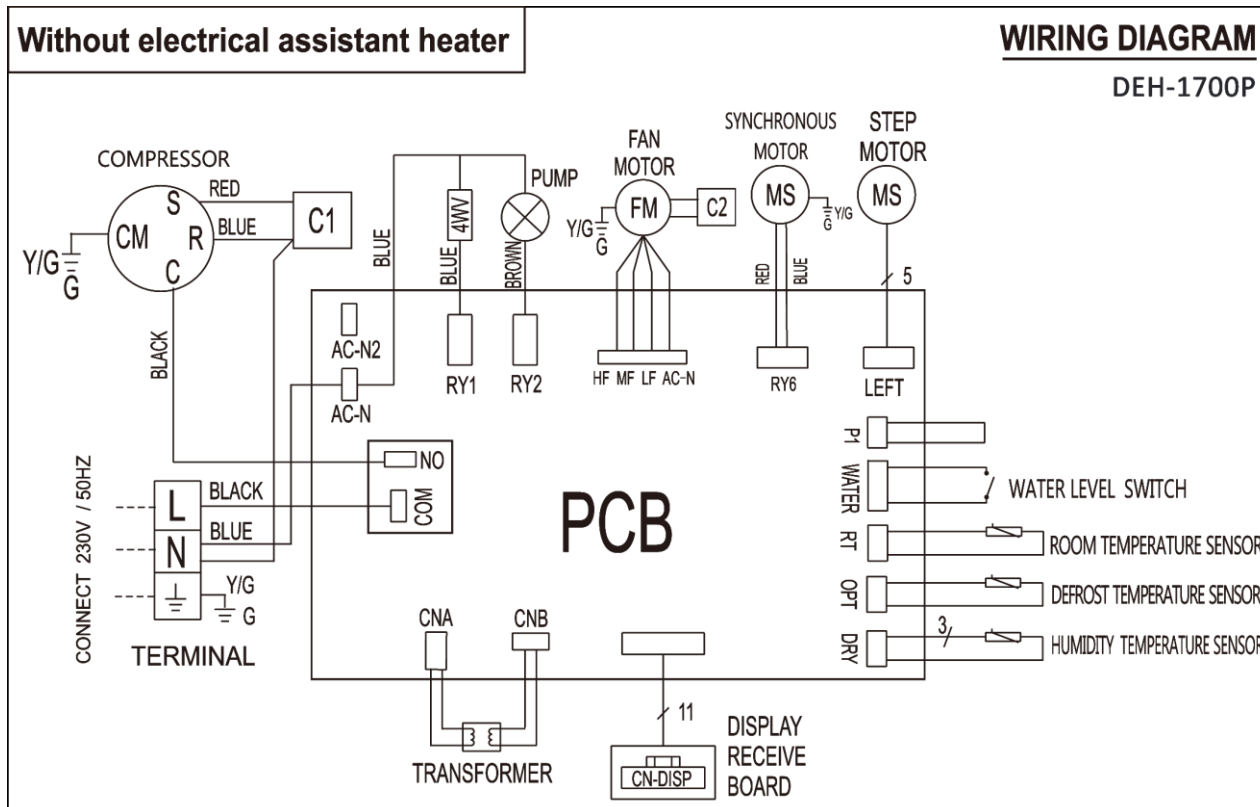 Without electrical assistant heater
WIRING DIAGRAM
DEH-1700P
COMPRESSOR
S
RED
BLUE
CM
R
C
C1
Y/G
G
BLACK
BLUE
4WV
BLUE
PUMP
BROWN
FAN
MOTOR
FM
C2
Y/G
G
SYNCHRONOUS
MOTOR
MS
Y/G
G
RED
BLUE
STEP
MOTOR
MS
5
AC-N2
AC-N
RY1
RY2
HF MF LF AC-N
RY6
LEFT
NO
COM
PCB
P1
WATER
WATER LEVEL SWITCH
RT
ROOM TEMPERATURE SENSOR
OPT
DEFROST TEMPERATURE SENSOR
DRY
3
HUMIDITY TEMPERATURE SENSOR
CONNECT 230V / 50HZ
L
BLACK
N
BLUE
Y/G
G
TERMINAL
CNA
CNB
TRANSFORMER
11
DISPLAY
RECEIVE
BOARD
CN-DISP